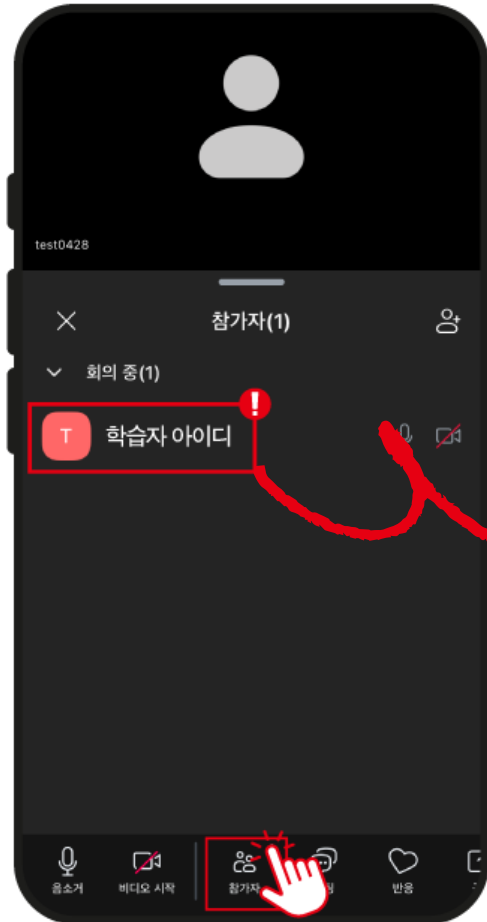 test0428
참가자(1)
회의 중(1)
T 학습자 아이디
음소거
비디오 시작
참가자
반응